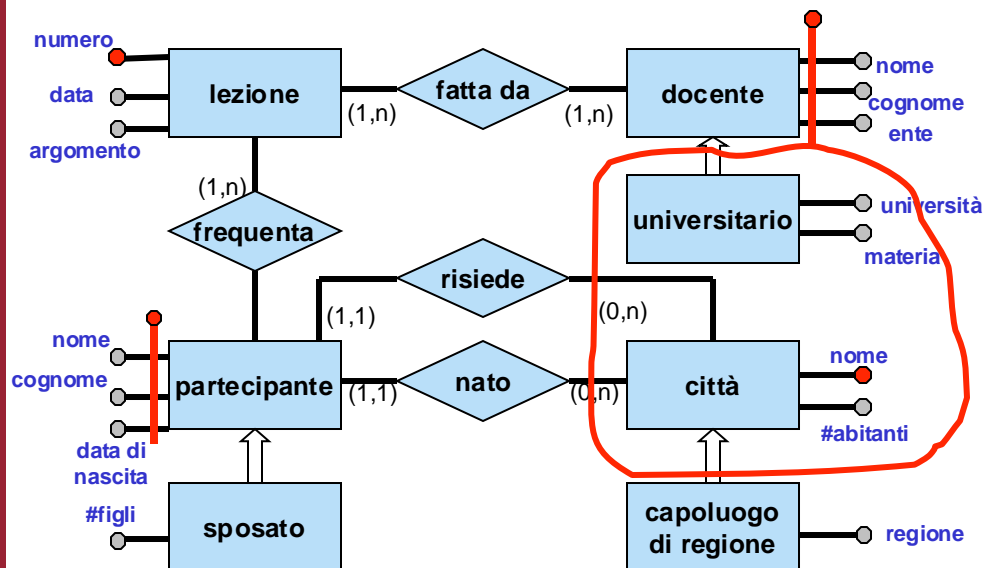 numero
lezione
fatta da
docente
nome
data
(1,n)
(1,n)
cognome
argomento
ente
(1,n)
universitario
università
frequenta
materia
risiede
(1,1)
(0,n)
nome
partecipante
(1,1)
nato
(0,n)
città
nome
cognome
#abitanti
data di
nascita
#figli
sposato
capoluogo
di regione
regione